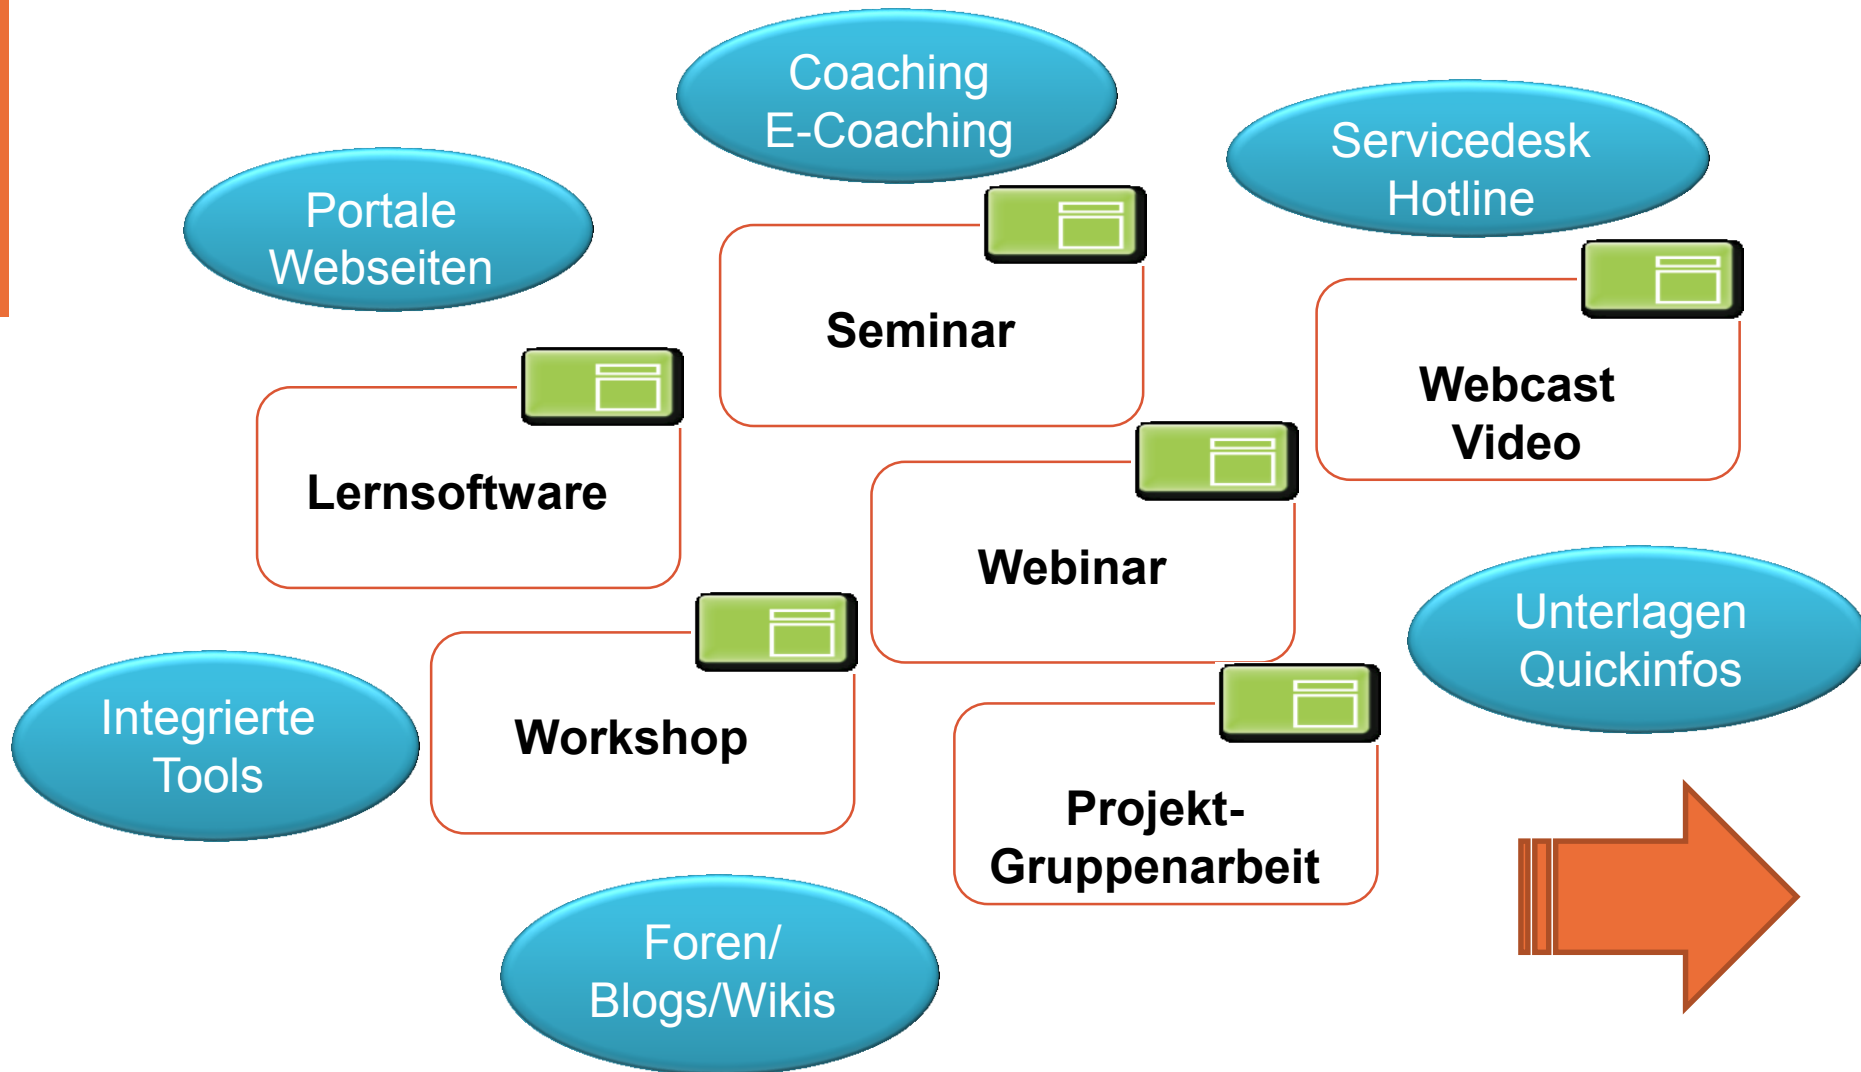 Coaching
E-Coaching
Servicedesk
Hotline
Portale
Webseiten
Seminar
Webcast
Video
Lernsoftware
Webinar
Unterlagen
Quickinfos
Integrierte
Tools
Workshop
Projekt-
Gruppenarbeit
Foren/
Blogs/Wikis